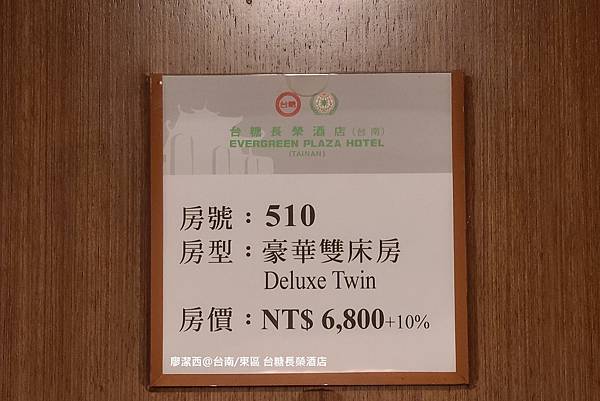 台糖
台糖長榮酒店(台南)
EVERGREEN PLAZA HOTEL
(TAINAN)
房號：510
房型：豪華雙床房
Deluxe Twin
房價：NT$ 6,800+10%
廖潔西@台南/東區 台糖長榮酒店